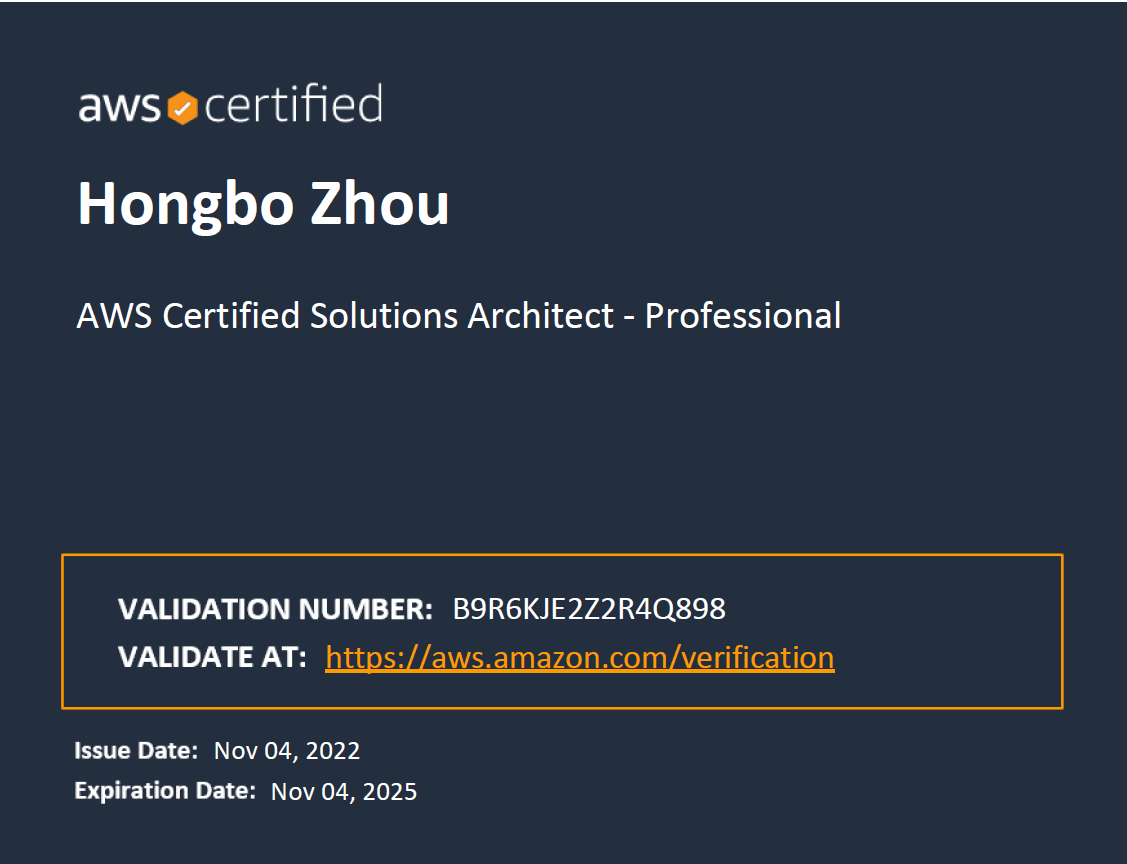 aws certified
Hongbo Zhou
AWS Certified Solutions Architect - Professional
VALIDATION NUMBER: B9R6KJE2Z2R4Q898
VALIDATE AT: https://aws.amazon.com/verification
Issue Date: Nov 04, 2022
Expiration Date: Nov 04, 2025